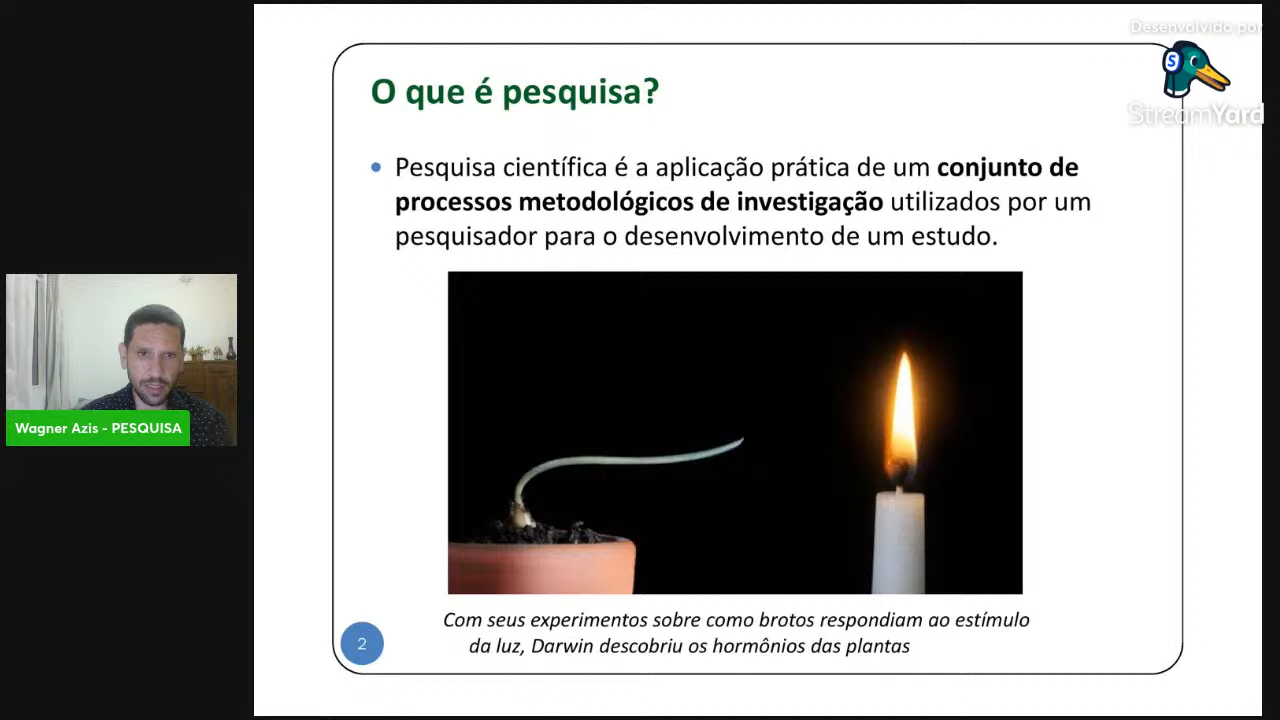 Desenvolvido por
S
StreamYard
O que é pesquisa?
• Pesquisa científica é a aplicação prática de um conjunto de
processos metodológicos de investigação utilizados por um
pesquisador para o desenvolvimento de um estudo.
Wagner Azis - PESQUISA
Com seus experimentos sobre como brotos respondiam ao estímulo
da luz, Darwin descobriu os hormônios das plantas
2